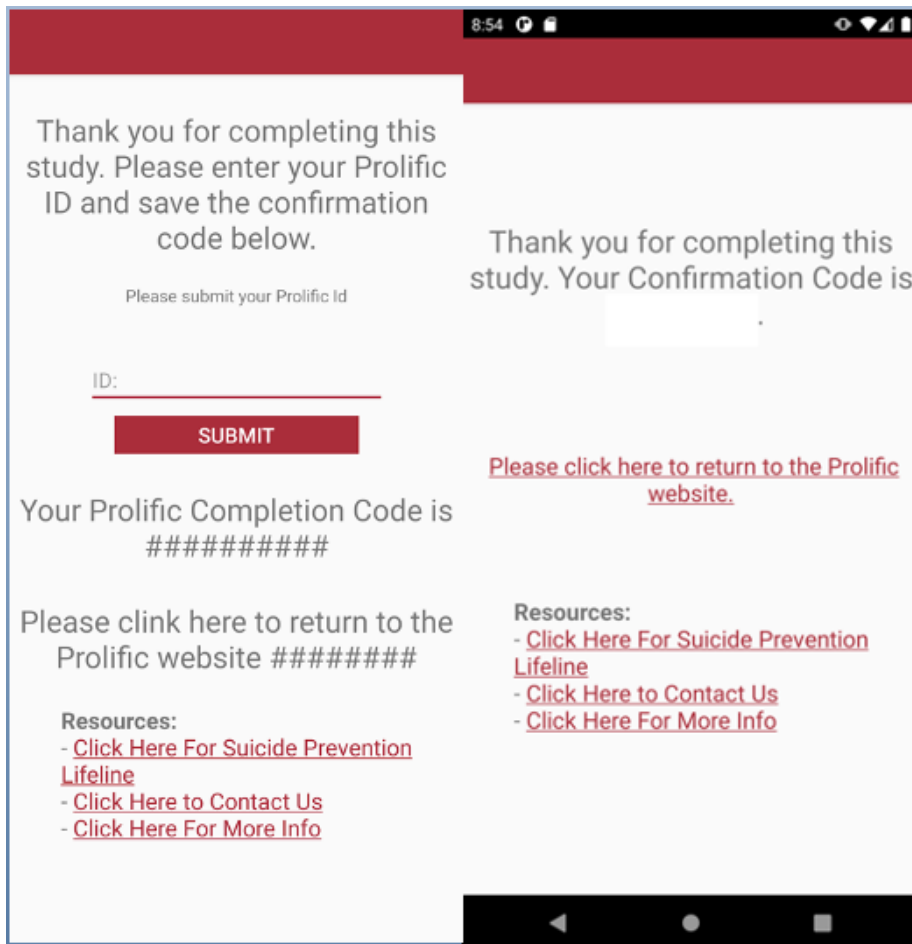 Thank you for completing this
study. Please enter your Prolific
ID and save the confirmation
code below.
Please submit your Prolific Id
ID:
SUBMIT
Your Prolific Completion Code is
##########
Please clink here to return to the
Prolific website ########
Resources:
- Click Here For Suicide Prevention
Lifeline
- Click Here to Contact Us
- Click Here For More Info
8:54
Thank you for completing this
study. Your Confirmation Code is
.
Please click here to return to the Prolific
website.
Resources:
- Click Here For Suicide Prevention
Lifeline
- Click Here to Contact Us
- Click Here For More Info